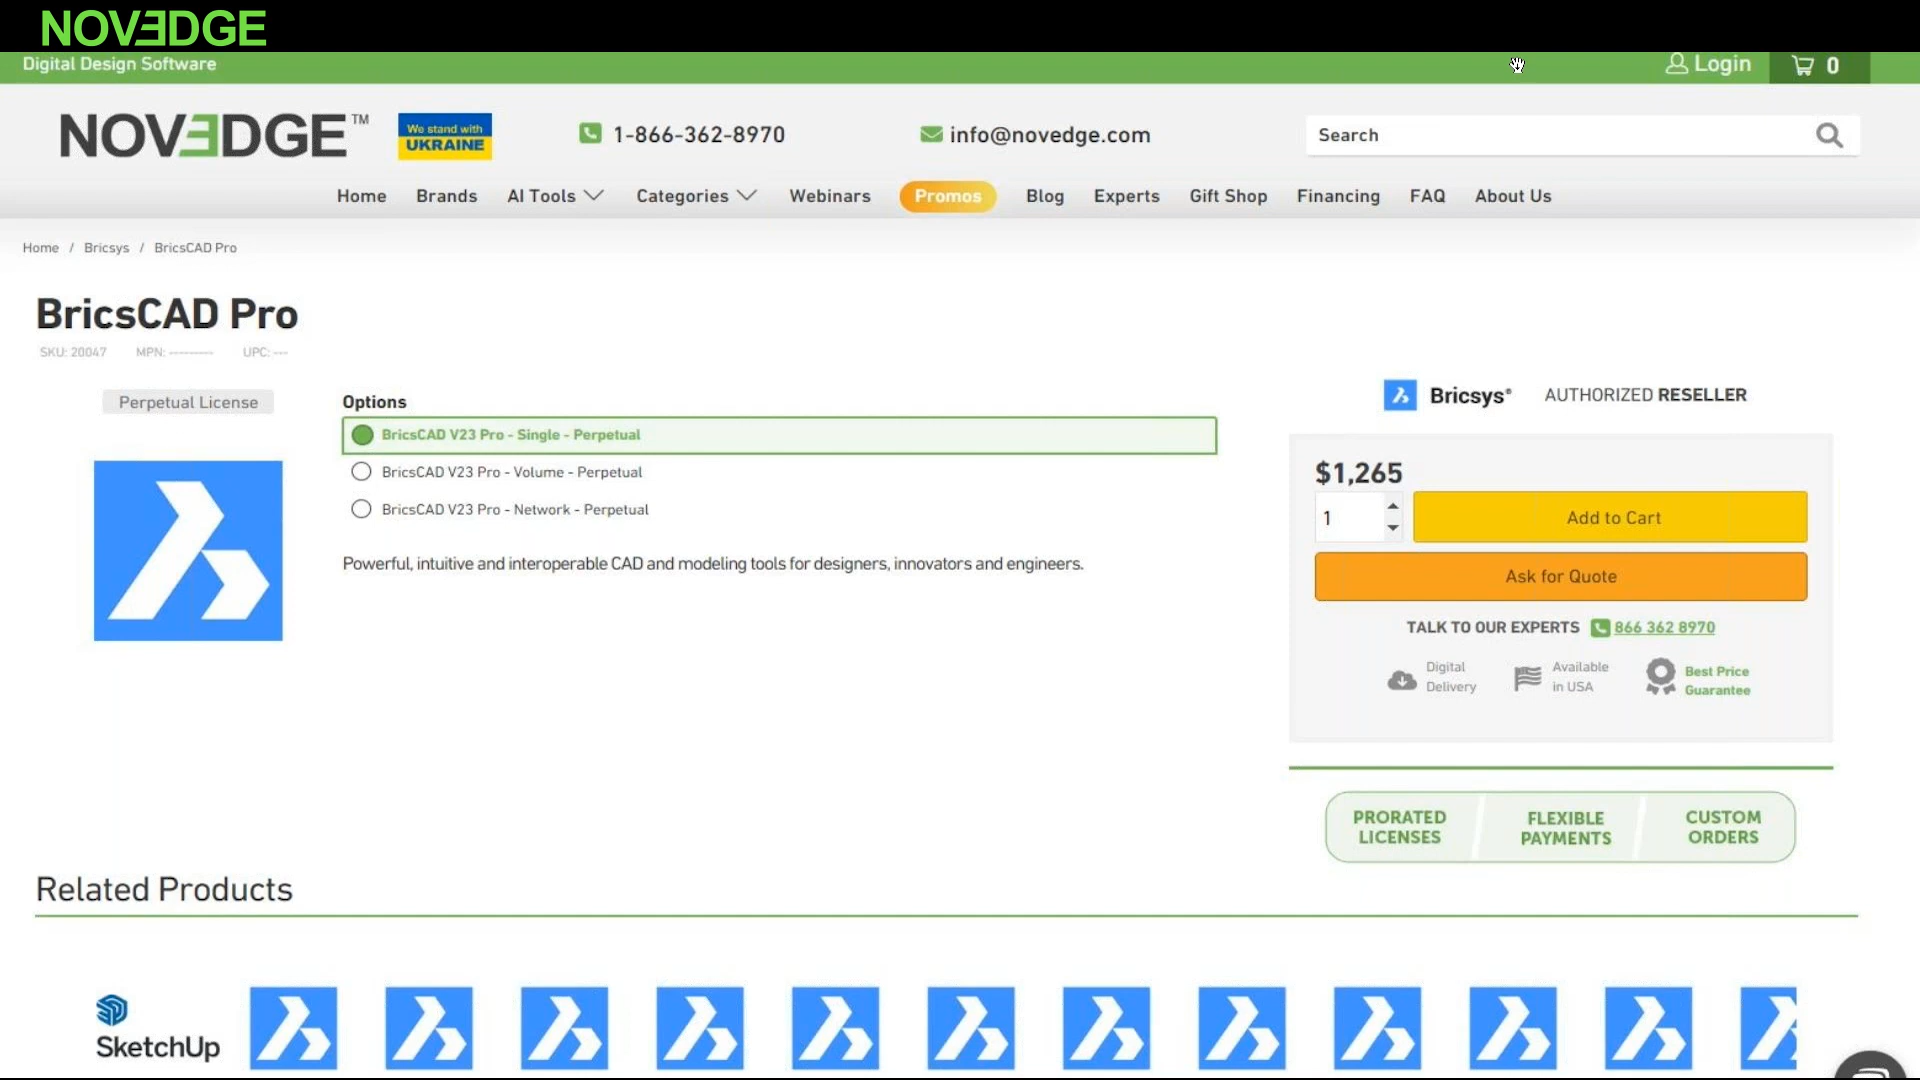 NOVEDGE
Digital Design Software
Login
0
NOVEDGE™
We stand with
UKRAINE
1-866-362-8970
info@novedge.com
Search
Home
Brands
AI Tools
Categories
Webinars
Promos
Blog
Experts
Gift Shop
Financing
FAQ
About Us
Home / Bricsys / BricsCAD Pro
BricsCAD Pro
SKU: 20047
MPN: ----------
UPC: ---
Perpetual License
Options
BricsCAD V23 Pro - Single - Perpetual
BricsCAD V23 Pro - Volume - Perpetual
BricsCAD V23 Pro - Network - Perpetual
Powerful, intuitive and interoperable CAD and modeling tools for designers, innovators and engineers.
Bricsys®
AUTHORIZED RESELLER
$1,265
1
Add to Cart
Ask for Quote
TALK TO OUR EXPERTS 866 362 8970
Digital
Delivery
Available
in USA
Best Price
Guarantee
PRORATED
LICENSES
FLEXIBLE
PAYMENTS
CUSTOM
ORDERS
Related Products
SketchUp